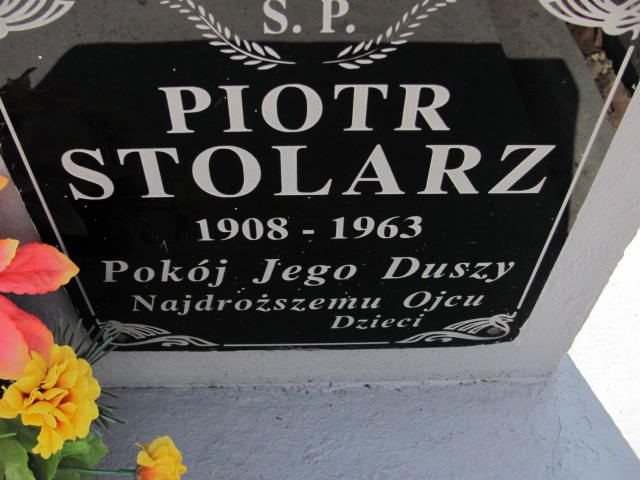 S. P.
PIOTR
STOLARZ
1908 - 1963
Pokój Jego Duszy
Najdroższemu Ojcu
Dzieci